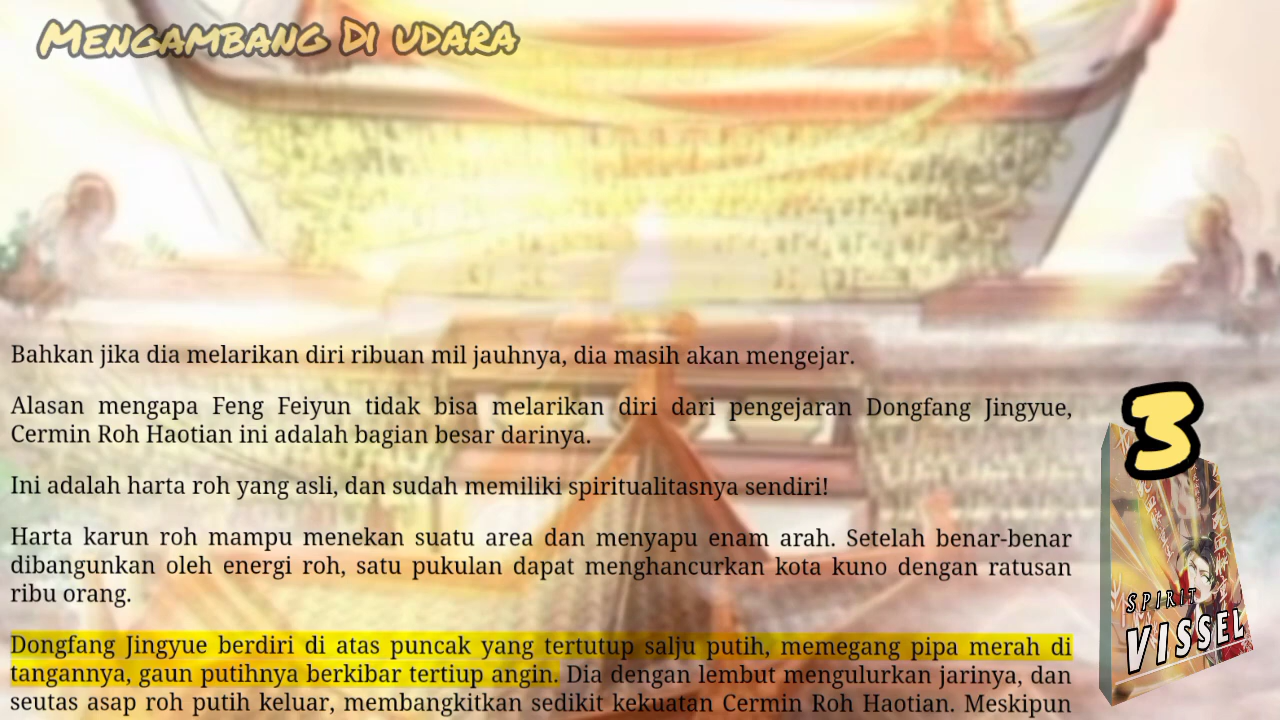 Mengambang Di udara
Bahkan jika dia melarikan diri ribuan mil jauhnya, dia masih akan mengejar.
Alasan mengapa Feng Feiyun tidak bisa melarikan diri dari pengejaran Dongfang Jingyue,
Cermin Roh Haotian ini adalah bagian besar darinya.
Ini adalah harta roh yang asli, dan sudah memiliki spiritualitasnya sendiri!
Harta karun roh mampu menekan suatu area dan menyapu enam arah. Setelah benar-benar
dibangunkan oleh energi roh, satu pukulan dapat menghancurkan kota kuno dengan ratusan
ribu orang.
Dongfang Jingyue berdiri di atas puncak yang tertutup salju putih, memegang pipa merah di
tangannya, gaun putihnya berkibar tertiup angin. Dia dengan lembut mengulurkan jarinya, dan
seutas asap roh putih keluar, membangkitkan sedikit kekuatan Cermin Roh Haotian. Meskipun
3
SPIRIT
VISSEL